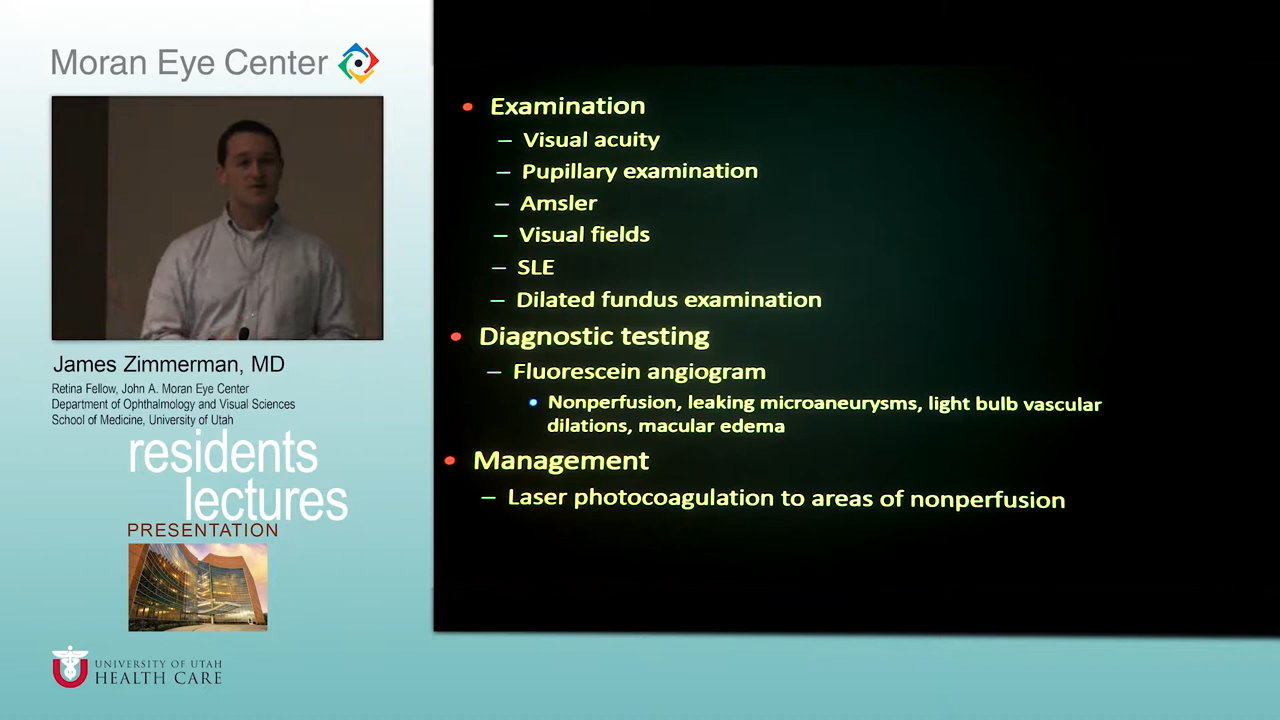 Moran Eye Center
James Zimmerman, MD
Retina Fellow, John A. Moran Eye Center
Department of Ophthalmology and Visual Sciences
School of Medicine, University of Utah
residents
lectures
PRESENTATION
UNIVERSITY OF UTAH
HEALTH CARE
• Examination
– Visual acuity
– Pupillary examination
– Amsler
– Visual fields
– SLE
– Dilated fundus examination
• Diagnostic testing
– Fluorescein angiogram
• Nonperfusion, leaking microaneurysms, light bulb vascular
dilations, macular edema
• Management
– Laser photocoagulation to areas of nonperfusion